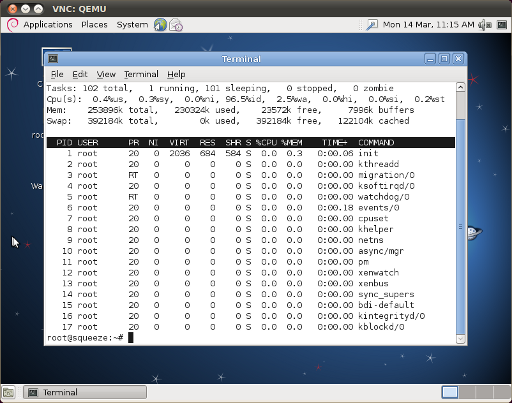 VNC: QEMU
Applications Places System Mon 14 Mar, 11:15 AM
Terminal
File Edit View Terminal Help
Tasks: 102 total, 1 running, 101 sleeping, 0 stopped, 0 zombie
Cpu(s): 0.4%us, 0.3%sy, 0.0%ni, 96.5%id, 2.5%wa, 0.0%hi, 0.0%si, 0.2%st
Mem: 253896k total, 230324k used, 23572k free, 7996k buffers
Swap: 392184k total, 0k used, 392184k free, 122104k cached
PID USER PR NI VIRT RES SHR S %CPU %MEM TIME+ COMMAND
1 root 20 0 2036 684 584 S 0.0 0.3 0:00.06 init
2 root 20 0 0 0 0 S 0.0 0.0 0:00.00 kthreadd
3 root RT 0 0 0 0 S 0.0 0.0 0:00.00 migration/0
4 root 20 0 0 0 0 S 0.0 0.0 0:00.00 ksoftirqd/0
5 root RT 0 0 0 0 S 0.0 0.0 0:00.00 watchdog/0
6 root 20 0 0 0 0 S 0.0 0.0 0:00.18 events/0
7 root 20 0 0 0 0 S 0.0 0.0 0:00.00 cpuset
8 root 20 0 0 0 0 S 0.0 0.0 0:00.00 khelper
9 root 20 0 0 0 0 S 0.0 0.0 0:00.00 netns
10 root 20 0 0 0 0 S 0.0 0.0 0:00.00 async/mgr
11 root 20 0 0 0 0 S 0.0 0.0 0:00.00 pm
12 root 20 0 0 0 0 S 0.0 0.0 0:00.00 xenwatch
13 root 20 0 0 0 0 S 0.0 0.0 0:00.00 xenbus
14 root 20 0 0 0 0 S 0.0 0.0 0:00.00 sync_supers
15 root 20 0 0 0 0 S 0.0 0.0 0:00.00 bdi-default
16 root 20 0 0 0 0 S 0.0 0.0 0:00.00 kintegrityd/0
17 root 20 0 0 0 0 S 0.0 0.0 0:00.00 kblockd/0
root@squeeze:~#
Terminal